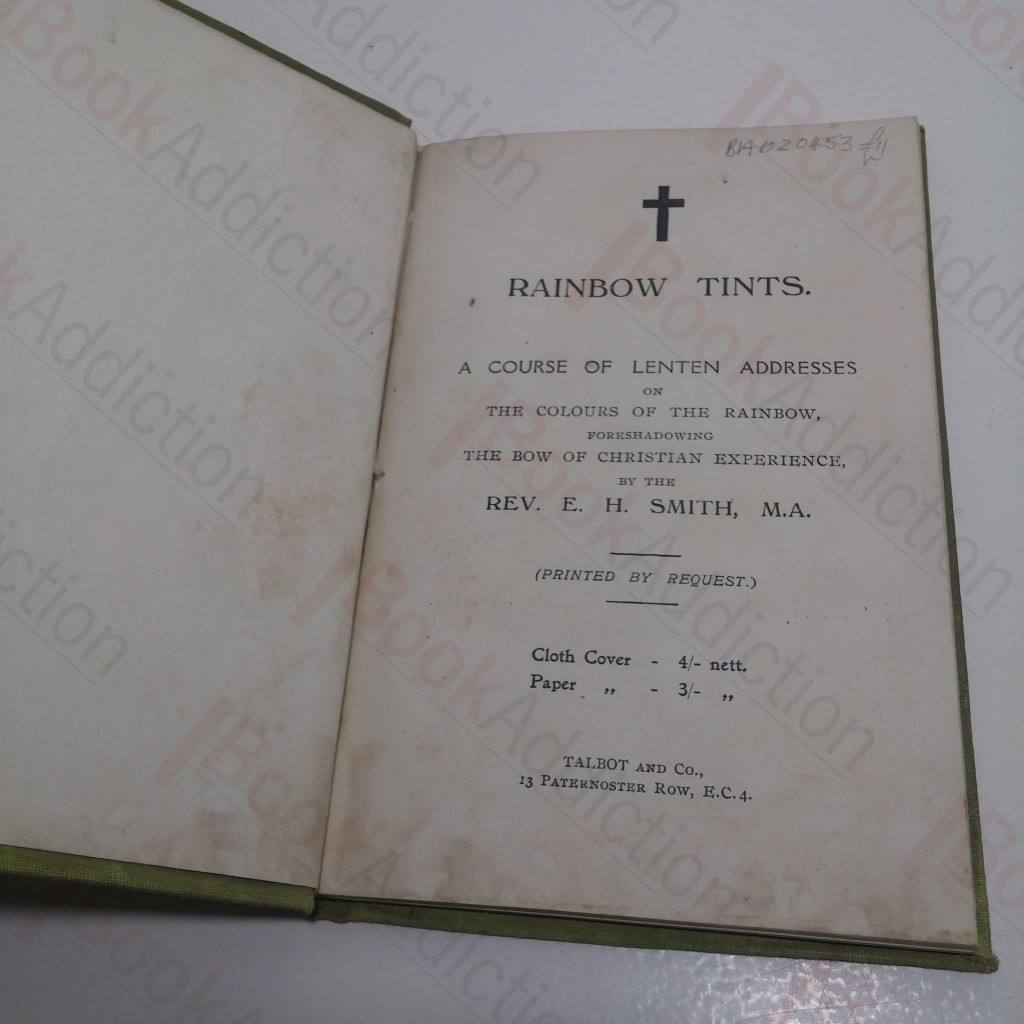 BA020453 £11
RAINBOW TINTS.
A COURSE OF LENTEN ADDRESSES
ON
THE COLOURS OF THE RAINBOW,
FORESHADOWING
THE BOW OF CHRISTIAN EXPERIENCE,
BY THE
REV. E. H. SMITH, M.A.
(PRINTED BY REQUEST.)
Cloth Cover - 4/- nett.
Paper „ - 3/- „
TALBOT AND CO.,
13 PATERNOSTER ROW, E.C.4.
BookAddiction